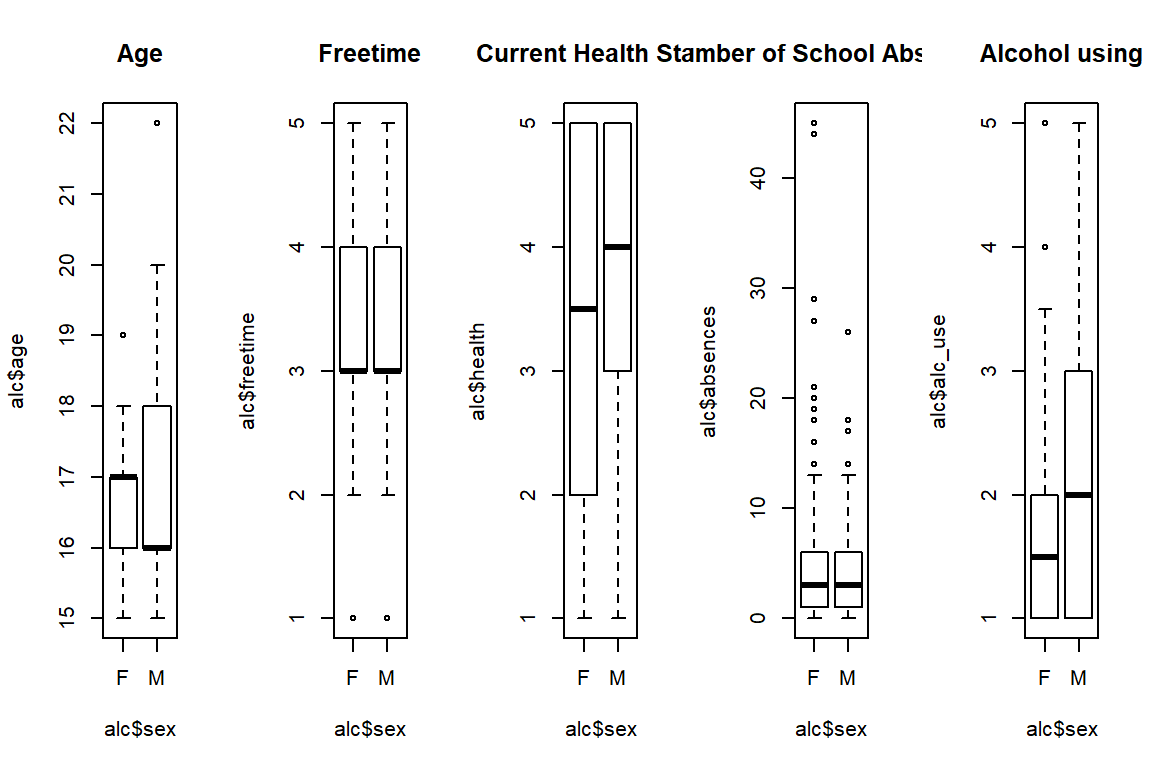 Age
alc$age
22
21
20
19
18
17
16
15
F M
alc$sex
Freetime
alc$freetime
5
4
3
2
1
F M
alc$sex
Current Health Stamber of School Abs
alc$health
5
4
3
2
1
F M
alc$sex
alc$absences
40
30
20
10
0
F M
alc$sex
Alcohol using
alc$alc_use
5
4
3
2
1
F M
alc$sex